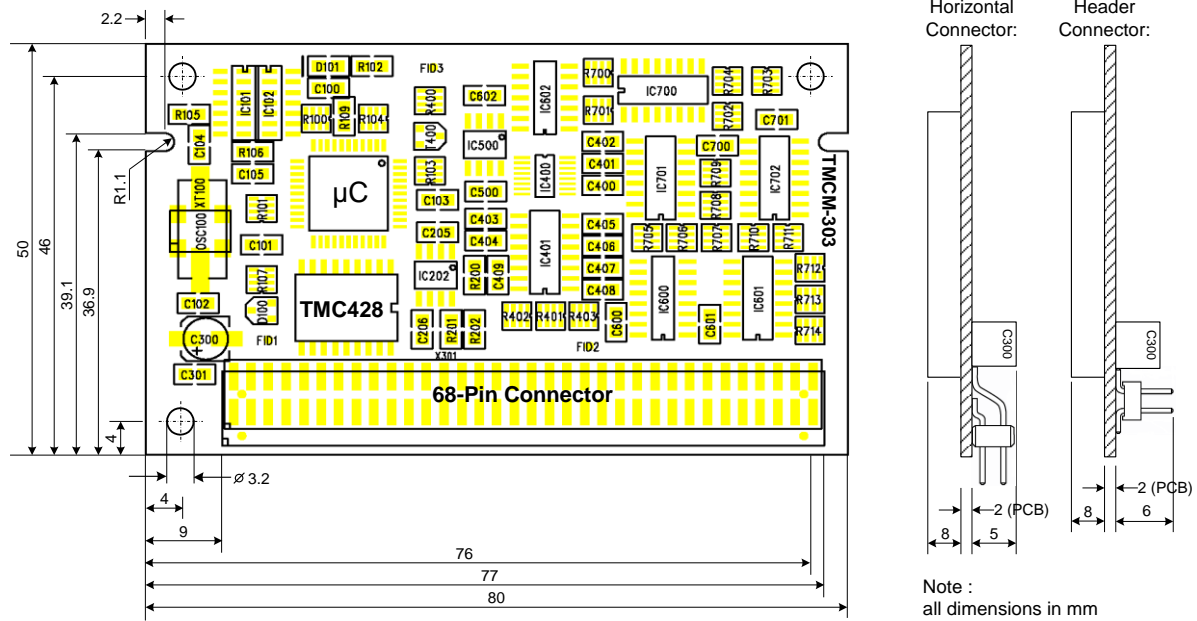 Horizontal Connector:
Header Connector:
2.2
50
46
39.1
36.9
R1.1
4
ø 3.2
4
9
76
77
80
D101 R102
C100
FID3
R105
IC101
IC102
R100
R109
R104
R400
C602
IC602
R700
R701
IC700
R704
R703
R702
C701
C104
R106
C105
T400
IC500
C402
C401
C400
C700
IC701
IC702
R709
R708
TMCM-303
XT100
OSC100
R101
µC
R103
C103
C500
IC400
C205
C403
C404
IC401
C405
C406
C407
C408
R705
R706
R707
R710
R711
C101
R107
IC202
R200
C409
R712
R713
R714
C102
D100
TMC428
R402
R401
R403
C600
IC600
C601
IC601
C300
+
FID1
C206
R201
R202
FID2
C301
X301
68-Pin Connector
C300
C300
2 (PCB)
8
5
2 (PCB)
8
6
Note :
all dimensions in mm